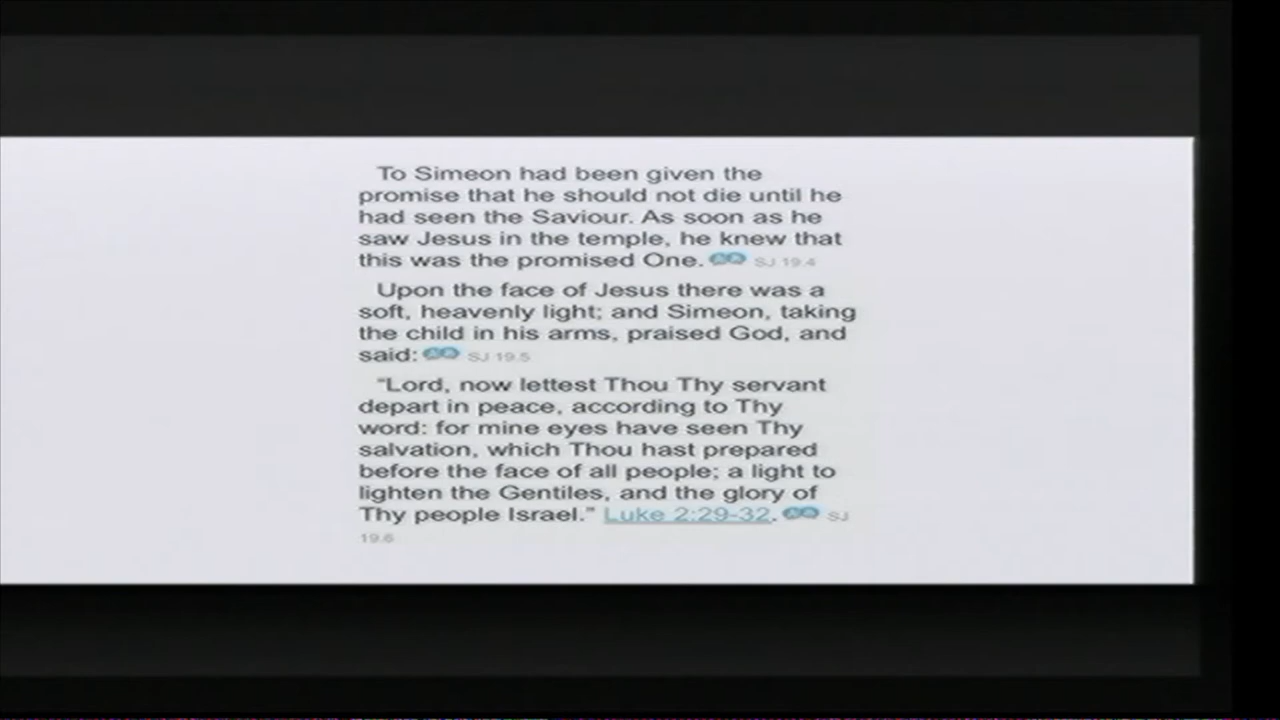 To Simeon had been given the
promise that he should not die until he
had seen the Saviour. As soon as he
saw Jesus in the temple, he knew that
this was the promised One. SJ 19.4
Upon the face of Jesus there was a
soft, heavenly light; and Simeon, taking
the child in his arms, praised God, and
said: SJ 19.5
"Lord, now lettest Thou Thy servant
depart in peace, according to Thy
word: for mine eyes have seen Thy
salvation, which Thou hast prepared
before the face of all people; a light to
lighten the Gentiles, and the glory of
Thy people Israel." Luke 2:29-32. SJ
19.6